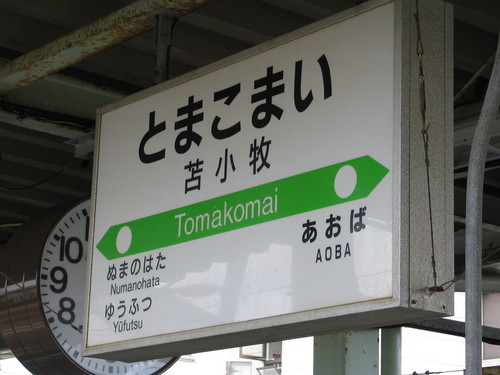 とまこまい
苫小牧
Tomakomai
ぬまのはた
Numanohata
ゆうふつ
Yūfutsu
あおば
AOBA
10
9
8